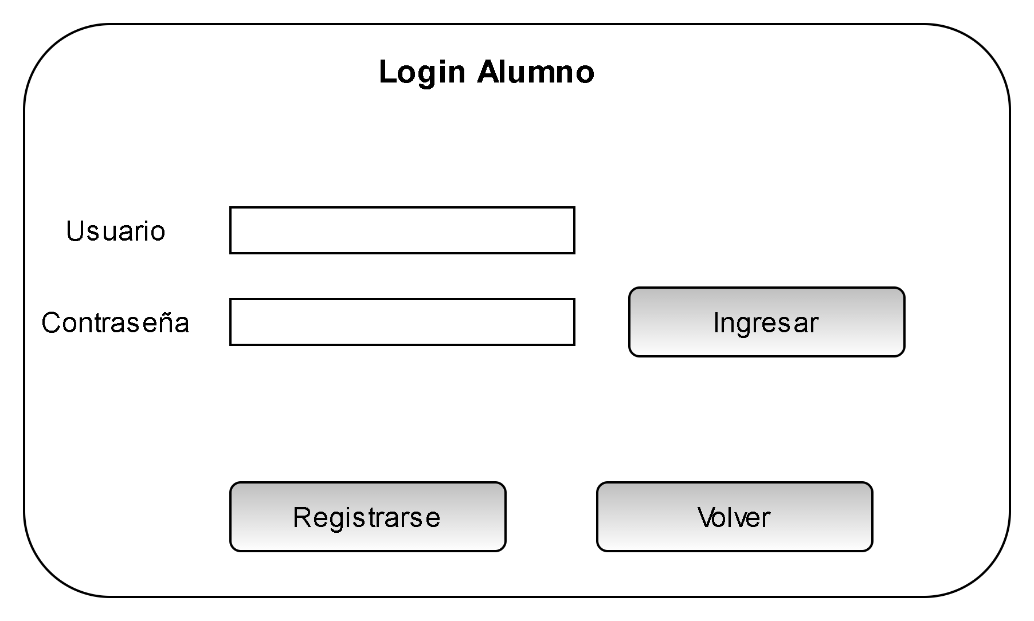 Login Alumno
Usuario
Contraseña
Ingresar
Registrarse
Volver